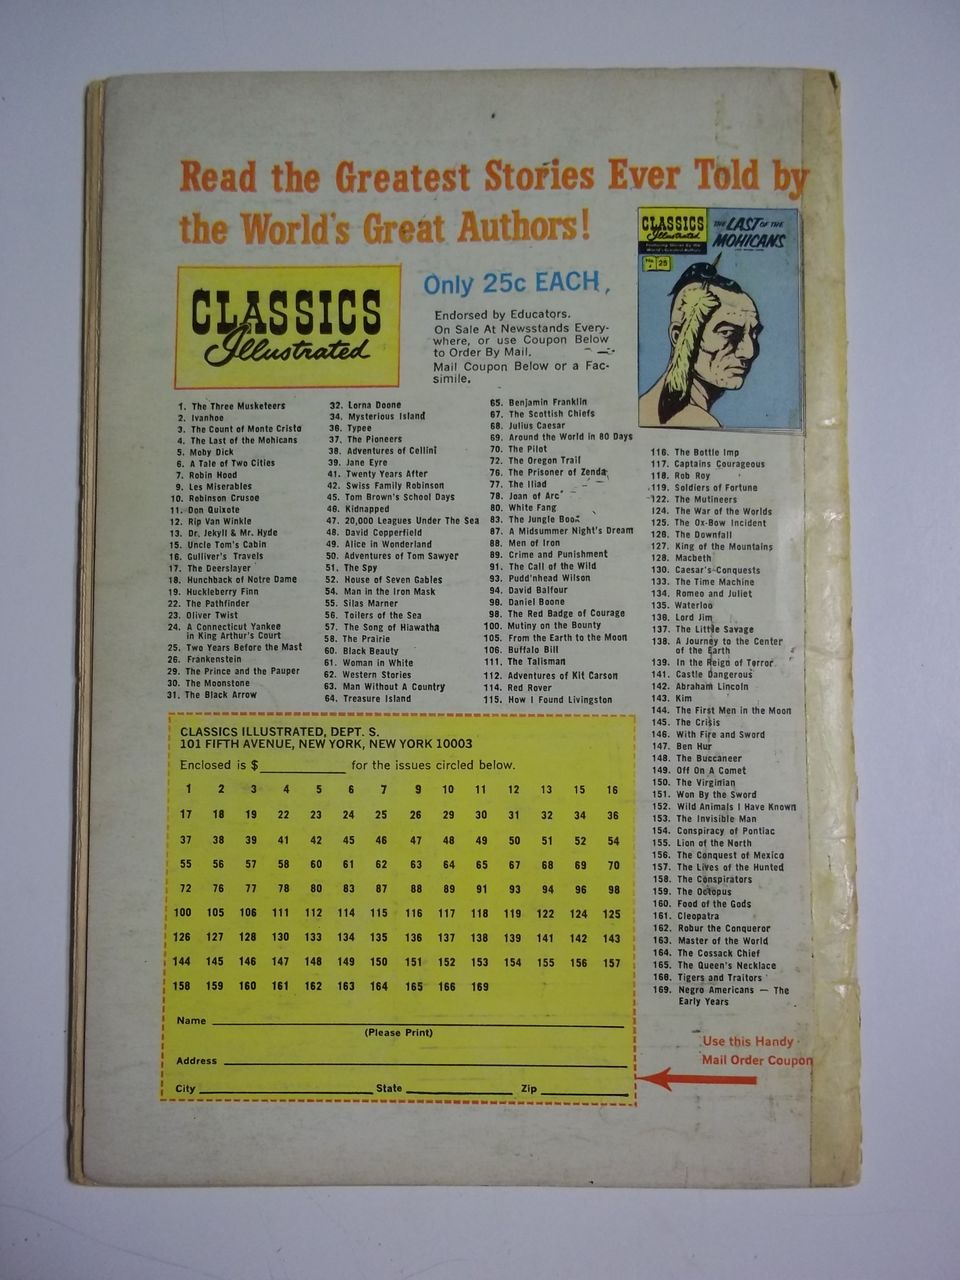 Read the Greatest Stories Ever Told by
the World's Great Authors!
CLASSICS
Illustrated
Only 25c EACH,
Endorsed by Educators.
On Sale At Newsstands Every-
where, or use Coupon Below
to Order By Mail.
Mail Coupon Below or a Fac-
simile.
CLASSICS
Illustrated
THE LAST OF THE
MOHICANS
No. 4
25
1. The Three Musketeers
2. Ivanhoe
3. The Count of Monte Cristo
4. The Last of the Mohicans
5. Moby Dick
6. A Tale of Two Cities
7. Robin Hood
9. Les Miserables
10. Robinson Crusoe
11. Don Quixote
12. Rip Van Winkle
13. Dr. Jekyll & Mr. Hyde
15. Uncle Tom's Cabin
16. Gulliver's Travels
17. The Deerslayer
18. Hunchback of Notre Dame
19. Huckleberry Finn
22. The Pathfinder
23. Oliver Twist
24. A Connecticut Yankee
in King Arthur's Court
25. Two Years Before the Mast
26. Frankenstein
29. The Prince and the Pauper
30. The Moonstone
31. The Black Arrow
32. Lorna Doone
34. Mysterious Island
36. Typee
37. The Pioneers
38. Adventures of Cellini
39. Jane Eyre
41. Twenty Years After
42. Swiss Family Robinson
45. Tom Brown's School Days
46. Kidnapped
47. 20,000 Leagues Under The Sea
48. David Copperfield
49. Alice in Wonderland
50. Adventures of Tom Sawyer
51. The Spy
52. House of Seven Gables
54. Man in the Iron Mask
55. Silas Marner
56. Toilers of the Sea
57. The Song of Hiawatha
58. The Prairie
60. Black Beauty
61. Woman in White
62. Western Stories
63. Man Without A Country
64. Treasure Island
65. Benjamin Franklin
67. The Scottish Chiefs
68. Julius Caesar
69. Around the World in 80 Days
70. The Pilot
72. The Oregon Trail
76. The Prisoner of Zenda
77. The Iliad
78. Joan of Arc
80. White Fang
83. The Jungle Book
87. A Midsummer Night's Dream
88. Men of Iron
89. Crime and Punishment
91. The Call of the Wild
93. Pudd'nhead Wilson
94. David Balfour
96. Daniel Boone
98. The Red Badge of Courage
100. Mutiny on the Bounty
105. From the Earth to the Moon
106. Buffalo Bill
111. The Talisman
112. Adventures of Kit Carson
114. Red Rover
115. How I Found Livingston
116. The Bottle Imp
117. Captains Courageous
118. Rob Roy
119. Soldiers of Fortune
122. The Mutineers
124. The War of the Worlds
125. The Ox-Bow Incident
126. The Downfall
127. King of the Mountains
128. Macbeth
130. Caesar's Conquests
133. The Time Machine
134. Romeo and Juliet
135. Waterloo
136. Lord Jim
137. The Little Savage
138. A Journey to the Center
of the Earth
139. In the Reign of Terror
141. Castle Dangerous
142. Abraham Lincoln
143. Kim
144. The First Men in the Moon
145. The Crisis
146. With Fire and Sword
147. Ben Hur
148. The Buccaneer
149. Off On A Comet
150. The Virginian
151. Won By the Sword
152. Wild Animals I Have Known
153. The Invisible Man
154. Conspiracy of Pontiac
155. Lion of the North
156. The Conquest of Mexico
157. The Lives of the Hunted
158. The Conspirators
159. The Octopus
160. Food of the Gods
161. Cleopatra
162. Robur the Conqueror
163. Master of the World
164. The Cossack Chief
165. The Queen's Necklace
166. Tigers and Traitors
169. Negro Americans — The
Early Years
CLASSICS ILLUSTRATED, DEPT. S.
101 FIFTH AVENUE, NEW YORK, NEW YORK 10003
Enclosed is $____________ for the issues circled below.
1 2 3 4 5 6 7 9 10 11 12 13 15 16
17 18 19 22 23 24 25 26 29 30 31 32 34 36
37 38 39 41 42 45 46 47 48 49 50 51 52 54
55 56 57 58 60 61 62 63 64 65 67 68 69 70
72 76 77 78 80 83 87 88 89 91 93 94 96 98
100 105 106 111 112 114 115 116 117 118 119 122 124 125
126 127 128 130 133 134 135 136 137 138 139 141 142 143
144 145 146 147 148 149 150 151 152 153 154 155 156 157
158 159 160 161 162 163 164 165 166 169
Name
(Please Print)
Address
City State Zip
Use this Handy
Mail Order Coupon